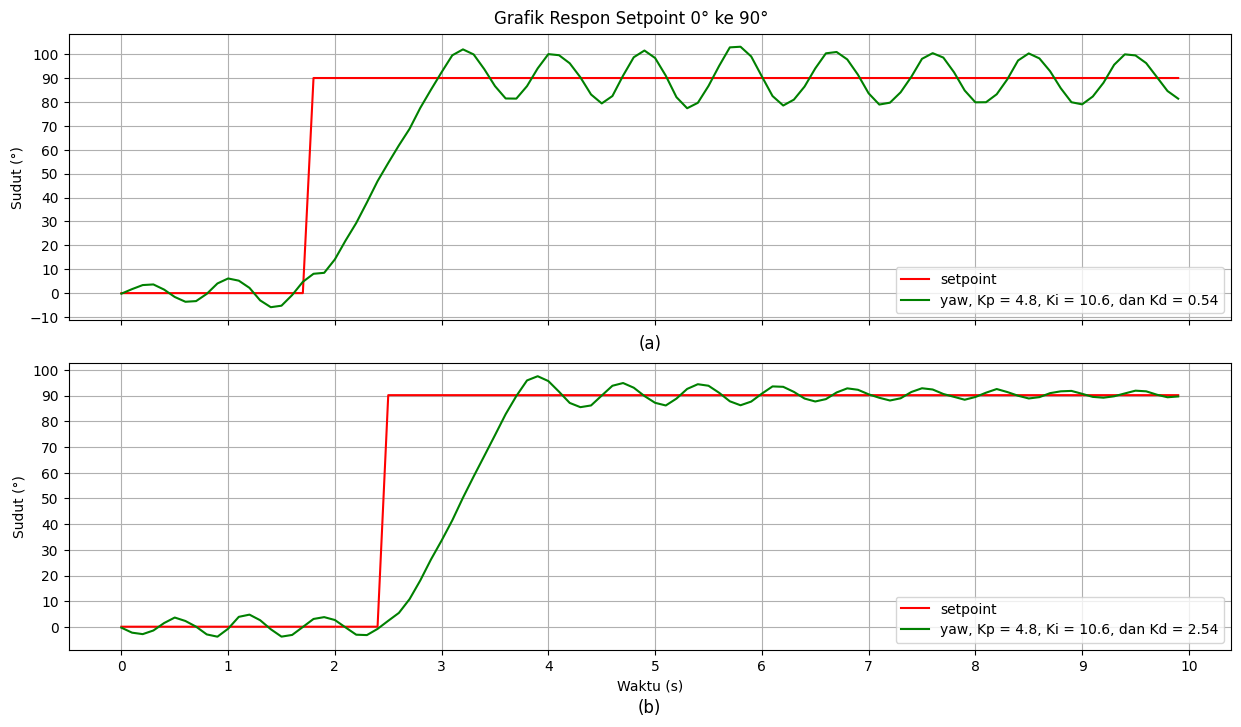 Grafik Respon Setpoint 0° ke 90°
Sudut (°)
100
90
80
70
60
50
40
30
20
10
0
−10
setpoint
yaw, Kp = 4.8, Ki = 10.6, dan Kd = 0.54
(a)
Sudut (°)
100
90
80
70
60
50
40
30
20
10
0
setpoint
yaw, Kp = 4.8, Ki = 10.6, dan Kd = 2.54
0 1 2 3 4 5 6 7 8 9 10
Waktu (s)
(b)